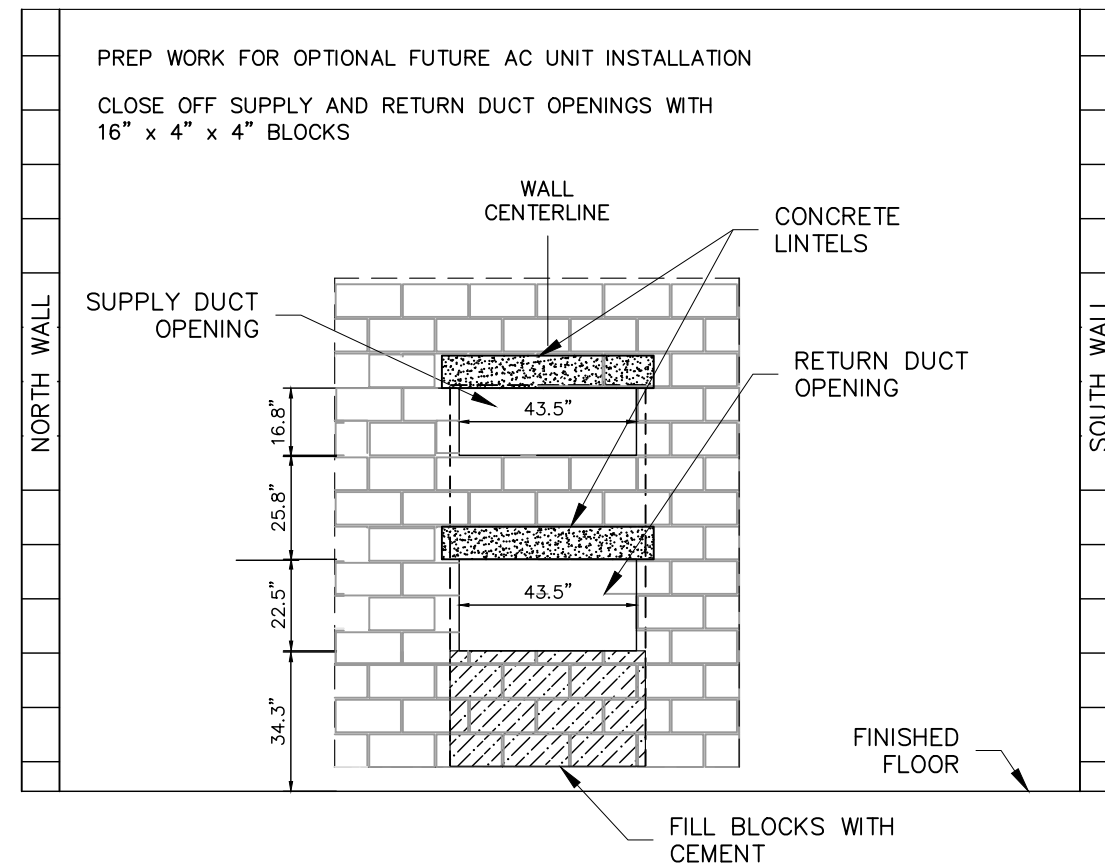 PREP WORK FOR OPTIONAL FUTURE AC UNIT INSTALLATION
CLOSE OFF SUPPLY AND RETURN DUCT OPENINGS WITH
16” x 4” x 4” BLOCKS
WALL
CENTERLINE
CONCRETE
LINTELS
SUPPLY DUCT
OPENING
RETURN DUCT
OPENING
NORTH WALL
SOUTH WALL
16.8”
43.5”
25.8”
22.5”
43.5”
34.3”
FINISHED
FLOOR
FILL BLOCKS WITH
CEMENT